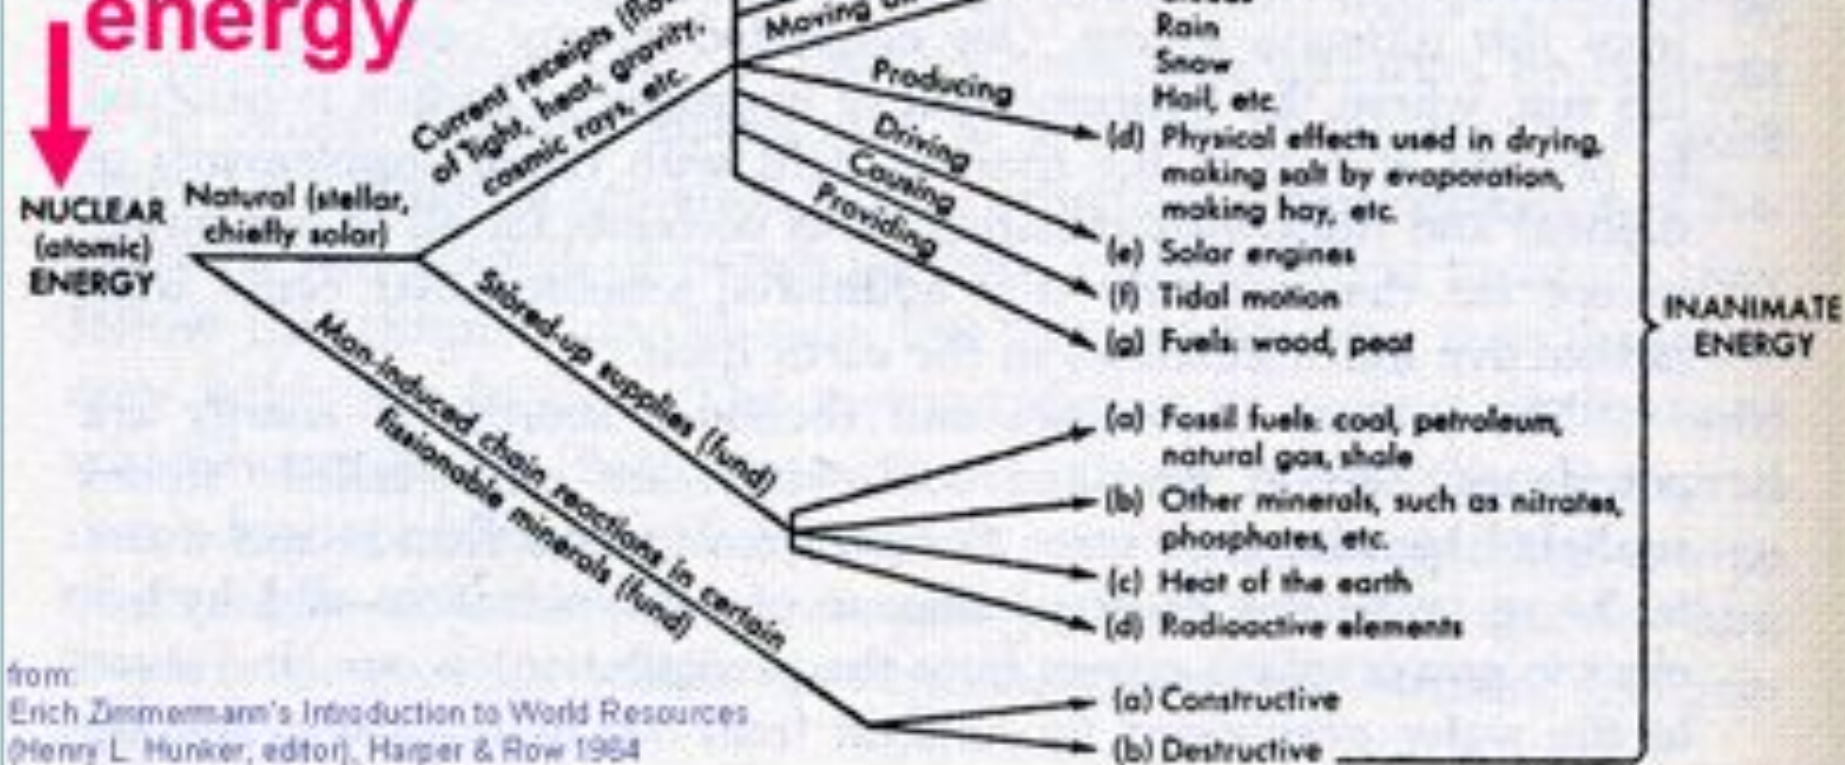 energy
NUCLEAR
(atomic)
ENERGY
Natural (stellar,
chiefly solar)
Current receipts
of light, heat, gravity,
cosmic rays, etc.
Moving
Rain
Snow
Hail, etc.
Producing
(d) Physical effects used in drying,
making salt by evaporation,
making hay, etc.
Driving
(e) Solar engines
Causing
(f) Tidal motion
Providing
(g) Fuels: wood, peat
Stored-up supplies (fund)
(a) Fossil fuels: coal, petroleum,
natural gas, shale
(b) Other minerals, such as nitrates,
phosphates, etc.
(c) Heat of the earth
(d) Radioactive elements
Man-induced chain reactions in certain
fissionable minerals (fund)
(a) Constructive
(b) Destructive
INANIMATE
ENERGY
from:
Erich Zimmermann's Introduction to World Resources
(Henry L. Hunker, editor), Harper & Row 1964